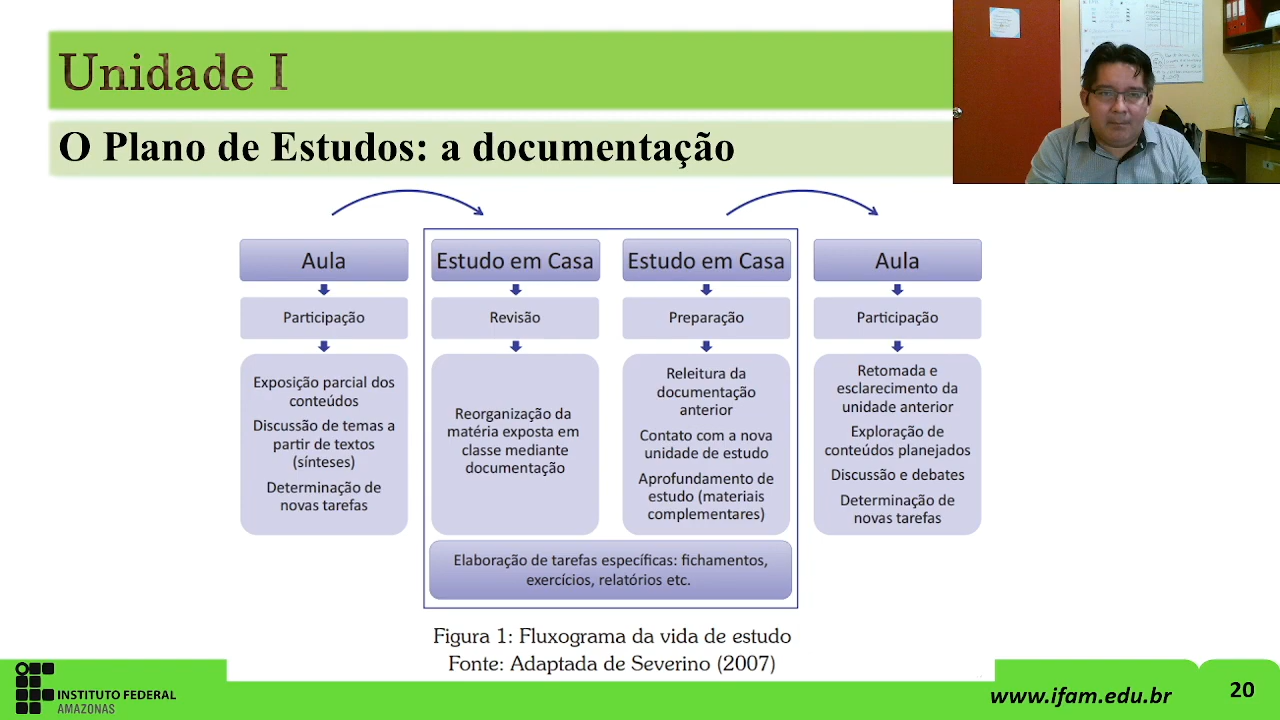 Unidade I
O Plano de Estudos: a documentação
Aula
Participação
Exposição parcial dos
conteúdos
Discussão de temas a
partir de textos
(sínteses)
Determinação de
novas tarefas
Estudo em Casa
Revisão
Reorganização da
matéria exposta em
classe mediante
documentação
Estudo em Casa
Preparação
Releitura da
documentação
anterior
Contato com a nova
unidade de estudo
Aprofundamento de
estudo (materiais
complementares)
Elaboração de tarefas específicas: fichamentos,
exercícios, relatórios etc.
Aula
Participação
Retomada e
esclarecimento da
unidade anterior
Exploração de
conteúdos planejados
Discussão e debates
Determinação de
novas tarefas
Figura 1: Fluxograma da vida de estudo
Fonte: Adaptada de Severino (2007)
INSTITUTO FEDERAL
AMAZONAS
www.ifam.edu.br
20